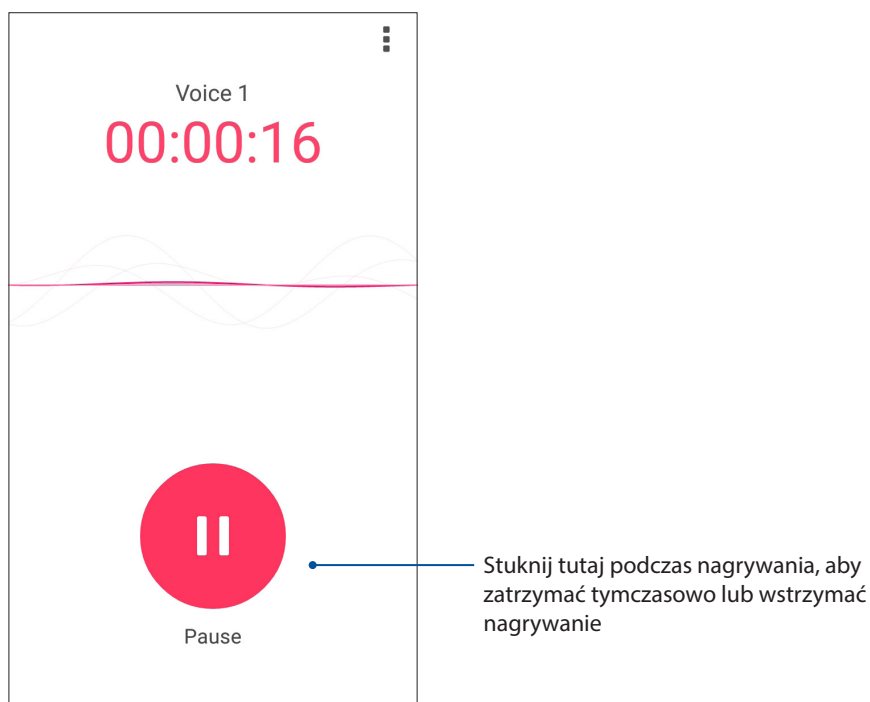 Voice 1
00:00:16
Stuknij tutaj podczas nagrywania, aby
zatrzymać tymczasowo lub wstrzymać
nagrywanie
Pause